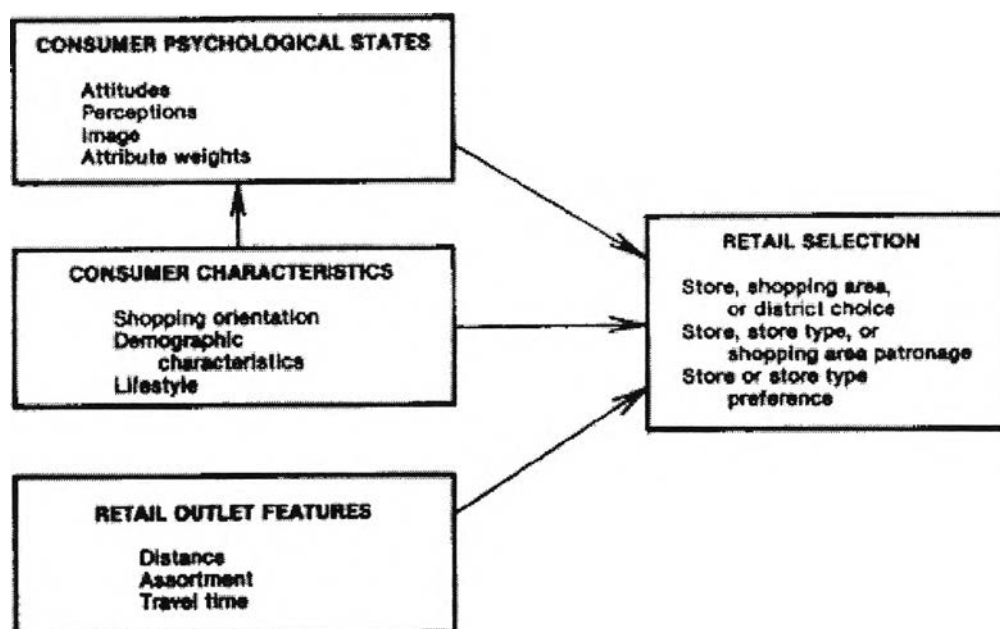 CONSUMER PSYCHOLOGICAL STATES
Attitudes
Perceptions
Image
Attribute weights
CONSUMER CHARACTERISTICS
Shopping orientation
Demographic
characteristics
Lifestyle
RETAIL OUTLET FEATURES
Distance
Assortment
Travel time
RETAIL SELECTION
Store, shopping area,
or district choice
Store, store type, or
shopping area patronage
Store or store type
preference